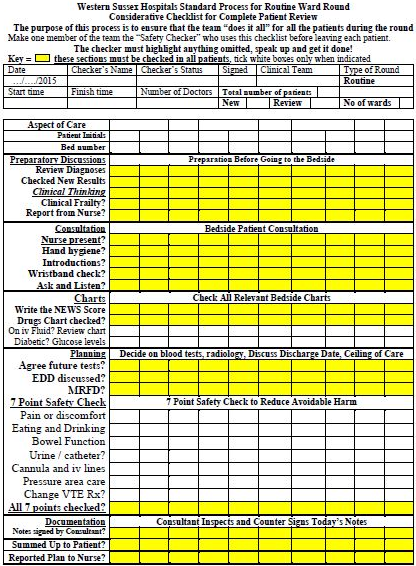 Western Sussex Hospitals Standard Process for Routine Ward Round
Considerative Checklist for Complete Patient Review
The purpose of this process is to ensure that the team “does it all” for all the patients during the round
Make one member of the team the “Safety Checker” who uses this checklist before leaving each patient.
The checker must highlight anything omitted, speak up and get it done!
Key = these sections must be checked in all patients, tick white boxes only when indicated
Date Checker’s Name Checker’s Status Signed Clinical Team Type of Round
…/…./2015 Routine
Start time Finish time Number of Doctors Total number of patients
New Review No of wards
Aspect of Care
Patient Initials
Bed number
Preparatory Discussions Preparation Before Going to the Bedside
Review Diagnoses
Checked New Results
Clinical Thinking
Clinical Frailty?
Report from Nurse?
Consultation Bedside Patient Consultation
Nurse present?
Hand hygiene?
Introductions?
Wristband check?
Ask and Listen?
Charts Check All Relevant Bedside Charts
Write the NEWS Score
Drugs Chart checked?
On iv Fluid? Review chart
Diabetic? Glucose levels
Planning Decide on blood tests, radiology, Discuss Discharge Date, Ceiling of Care
Agree future tests?
EDD discussed?
MRFD?
7 Point Safety Check 7 Point Safety Check to Reduce Avoidable Harm
Pain or discomfort
Eating and Drinking
Bowel Function
Urine / catheter?
Cannula and iv lines
Pressure area care
Change VTE Rx?
All 7 points checked?
Documentation Consultant Inspects and Counter Signs Today’s Notes
Notes signed by Consultant?
Summed Up to Patient?
Reported Plan to Nurse?